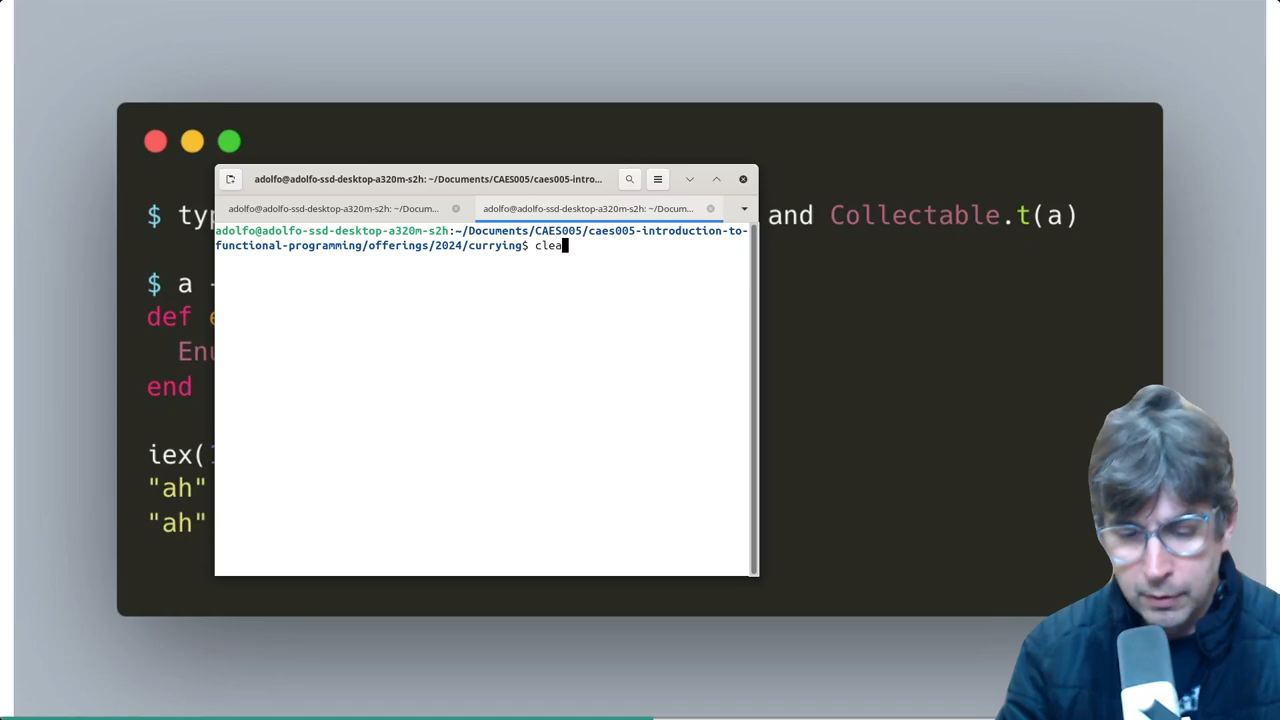 adolfo@adolfo-ssd-desktop-a320m-s2h: ~/Documents/CAES005/caes005-intro...
adolfo@adolfo-ssd-desktop-a320m-s2h: ~/Docum...
adolfo@adolfo-ssd-desktop-a320m-s2h: ~/Docum...
adolfo@adolfo-ssd-desktop-a320m-s2h:~/Documents/CAES005/caes005-introduction-to-
functional-programming/offerings/2024/currying$ clea
$ typ
and Collectable.t(a)
$ a
def
Enu
end
iex(
"ah"
"ah"